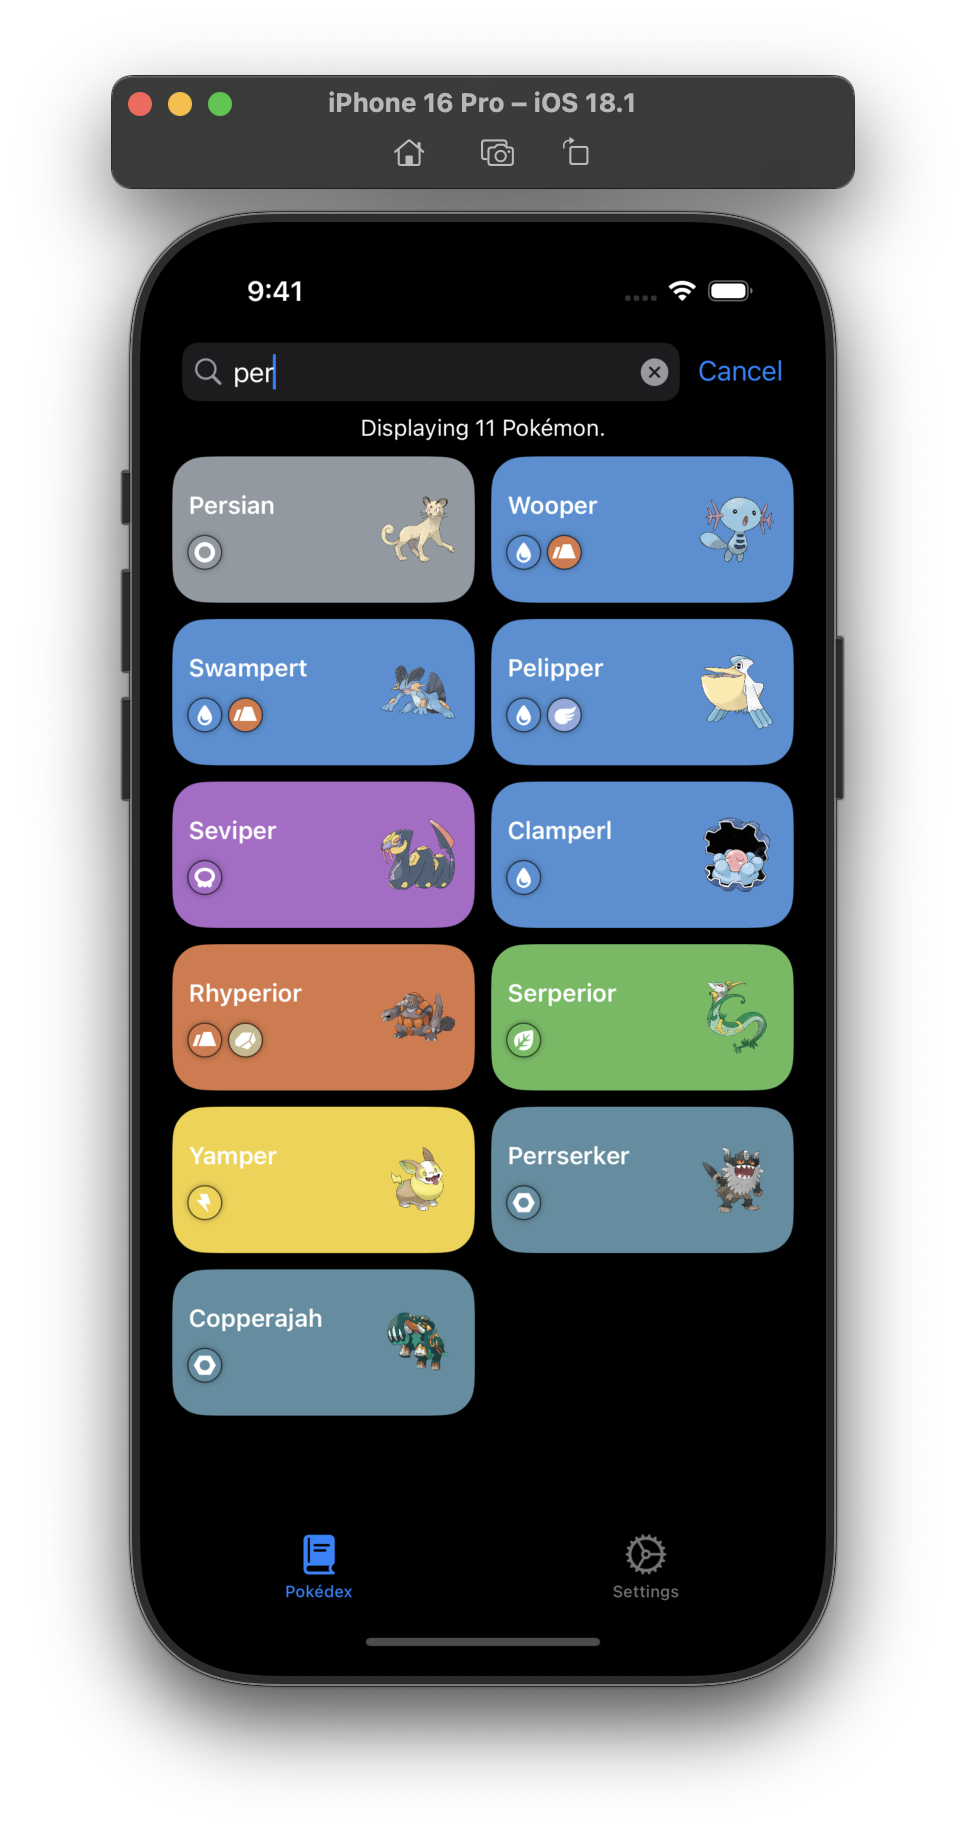 iPhone 16 Pro – iOS 18.1
9:41
per
Cancel
Displaying 11 Pokémon.
Persian
Wooper
Swampert
Pelipper
Seviper
Clamperl
Rhyperior
Serperior
Yamper
Perrserker
Copperajah
Pokédex
Settings